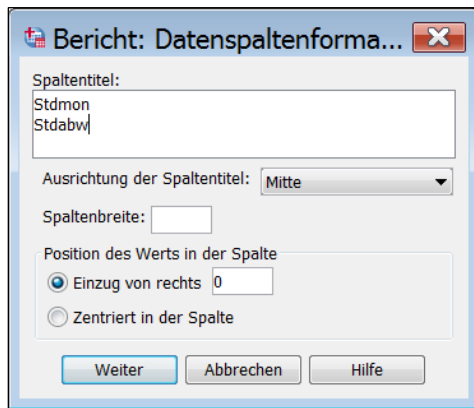 Bericht: Datenspaltenforma...
Spaltentitel:
Stdmon
Stdabw
Ausrichtung der Spaltentitel: Mitte
Spaltenbreite:
Position des Werts in der Spalte
Einzug von rechts 0
Zentriert in der Spalte
Weiter Abbrechen Hilfe